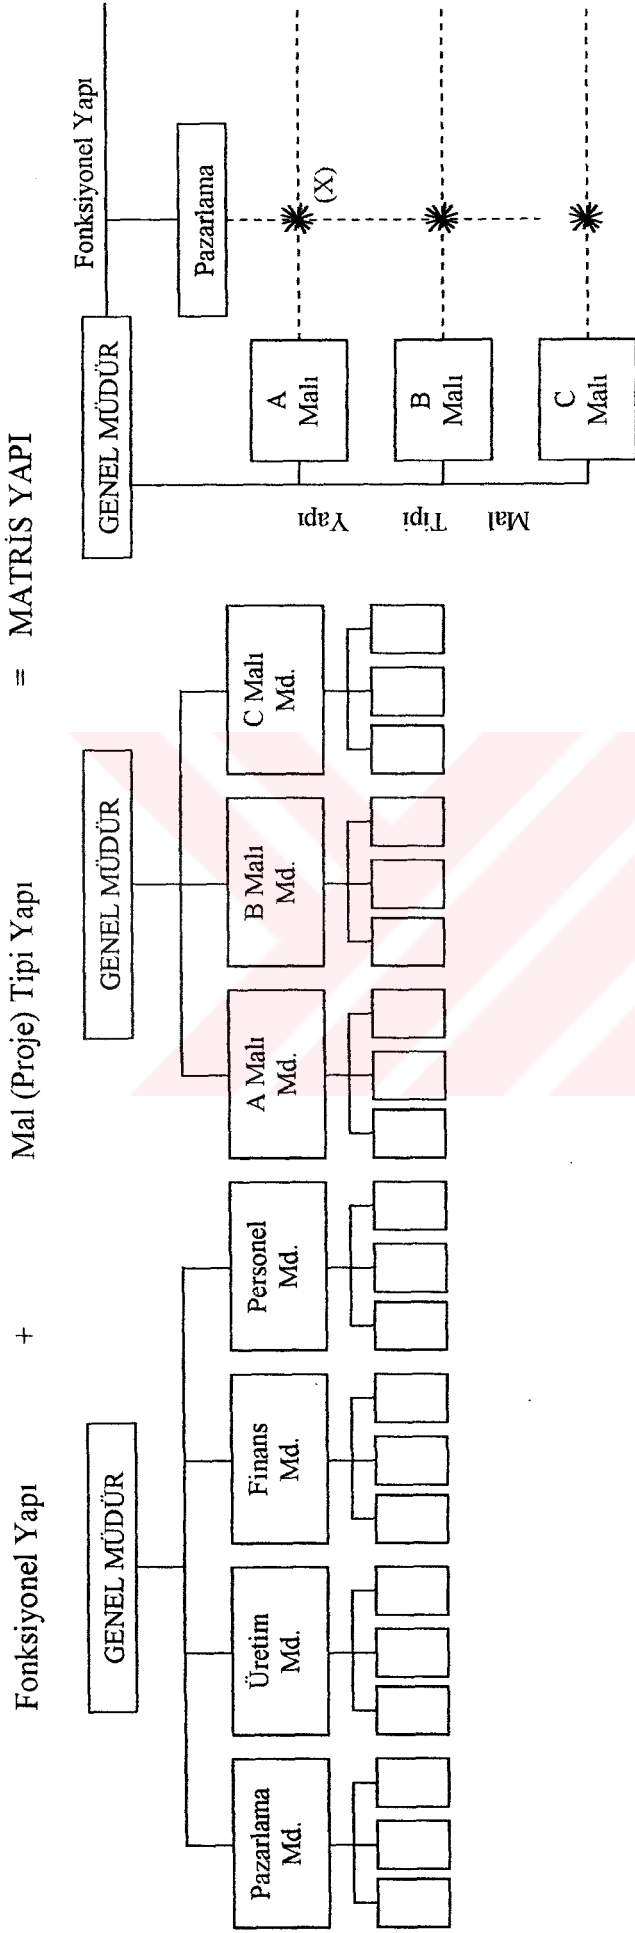 Fonksiyonel Yapı + Mal (Proje) Tipi Yapı = MATRİS YAPI
GENEL MÜDÜR
Pazarlama
Md.
Üretim
Md.
Finans
Md.
Personel
Md.
GENEL MÜDÜR
A Malı
Md.
B Malı
Md.
C Malı
Md.
GENEL MÜDÜR
Fonksiyonel Yapı
Pazarlama
Mal Tipi Yapı
A
Malı
B
Malı
C
Malı
(X)